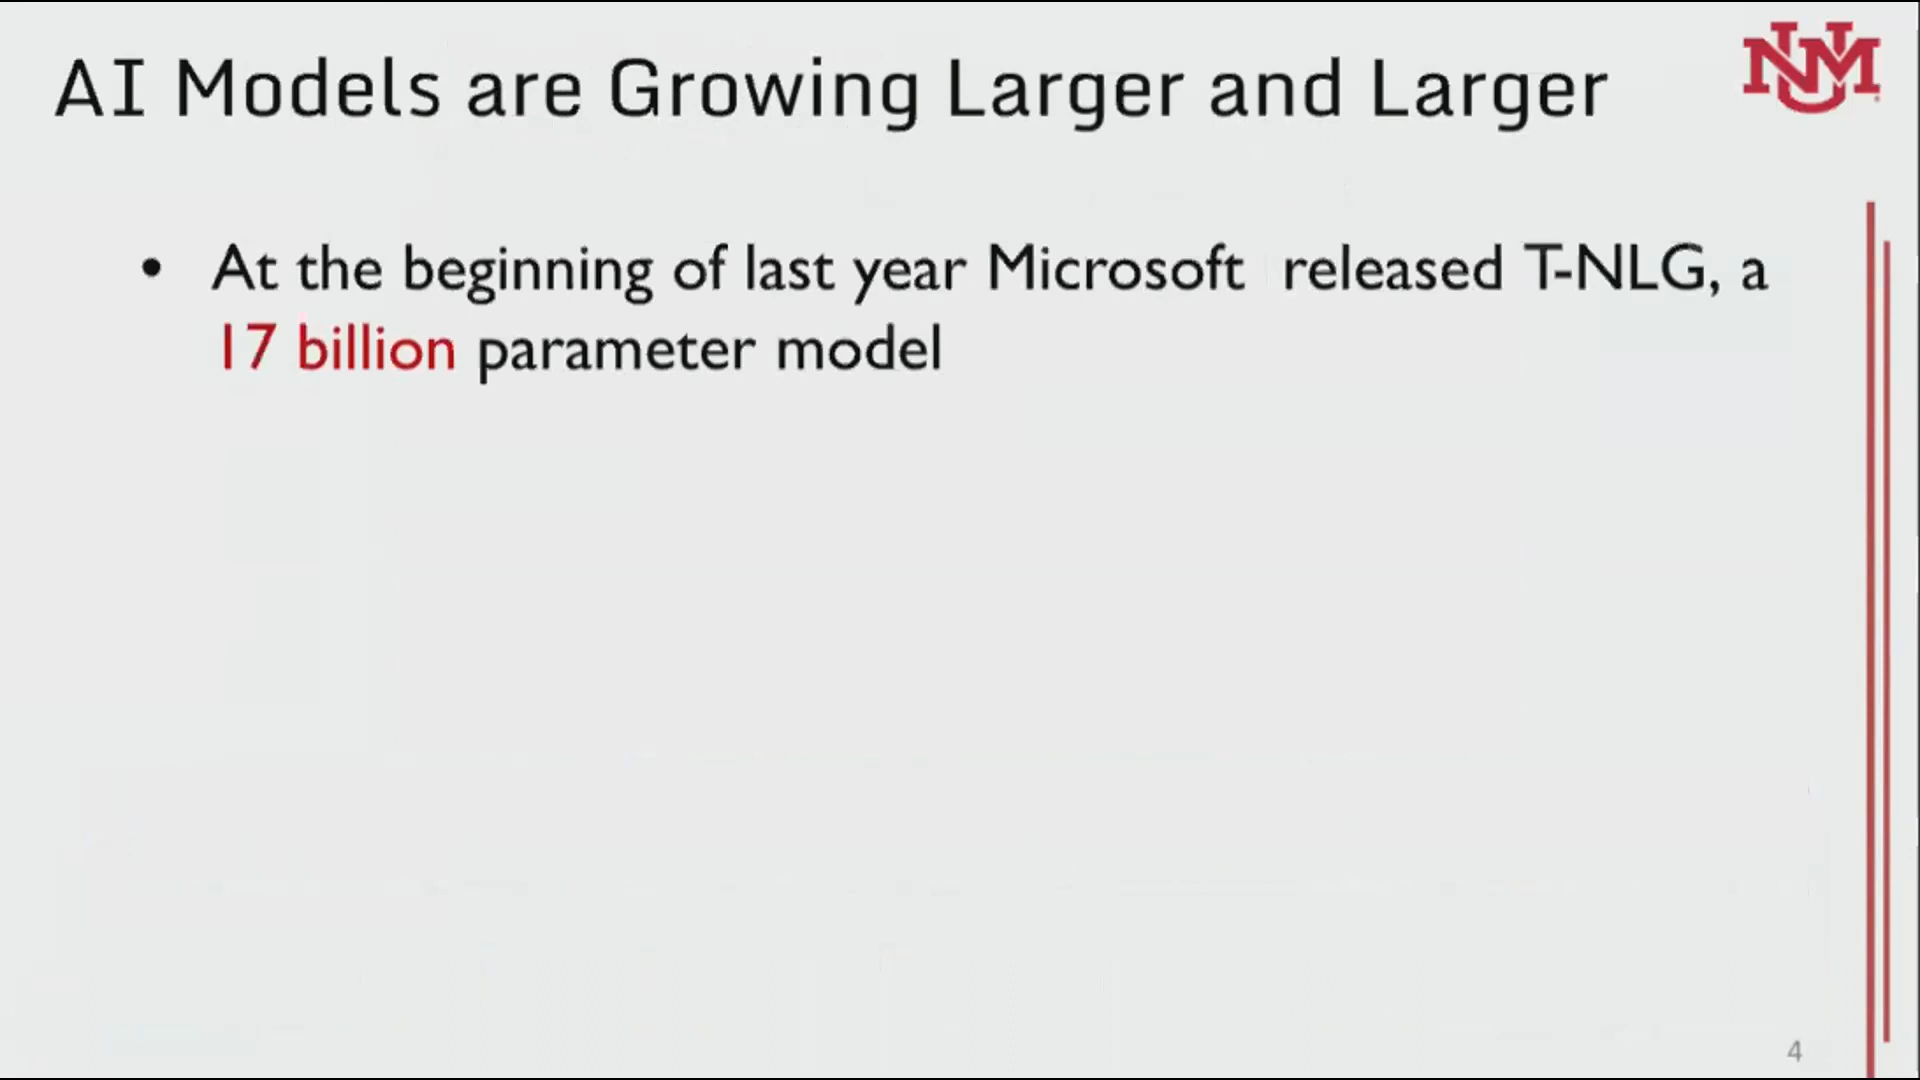 AI Models are Growing Larger and Larger
UNM
• At the beginning of last year Microsoft released T-NLG, a
17 billion parameter model
4